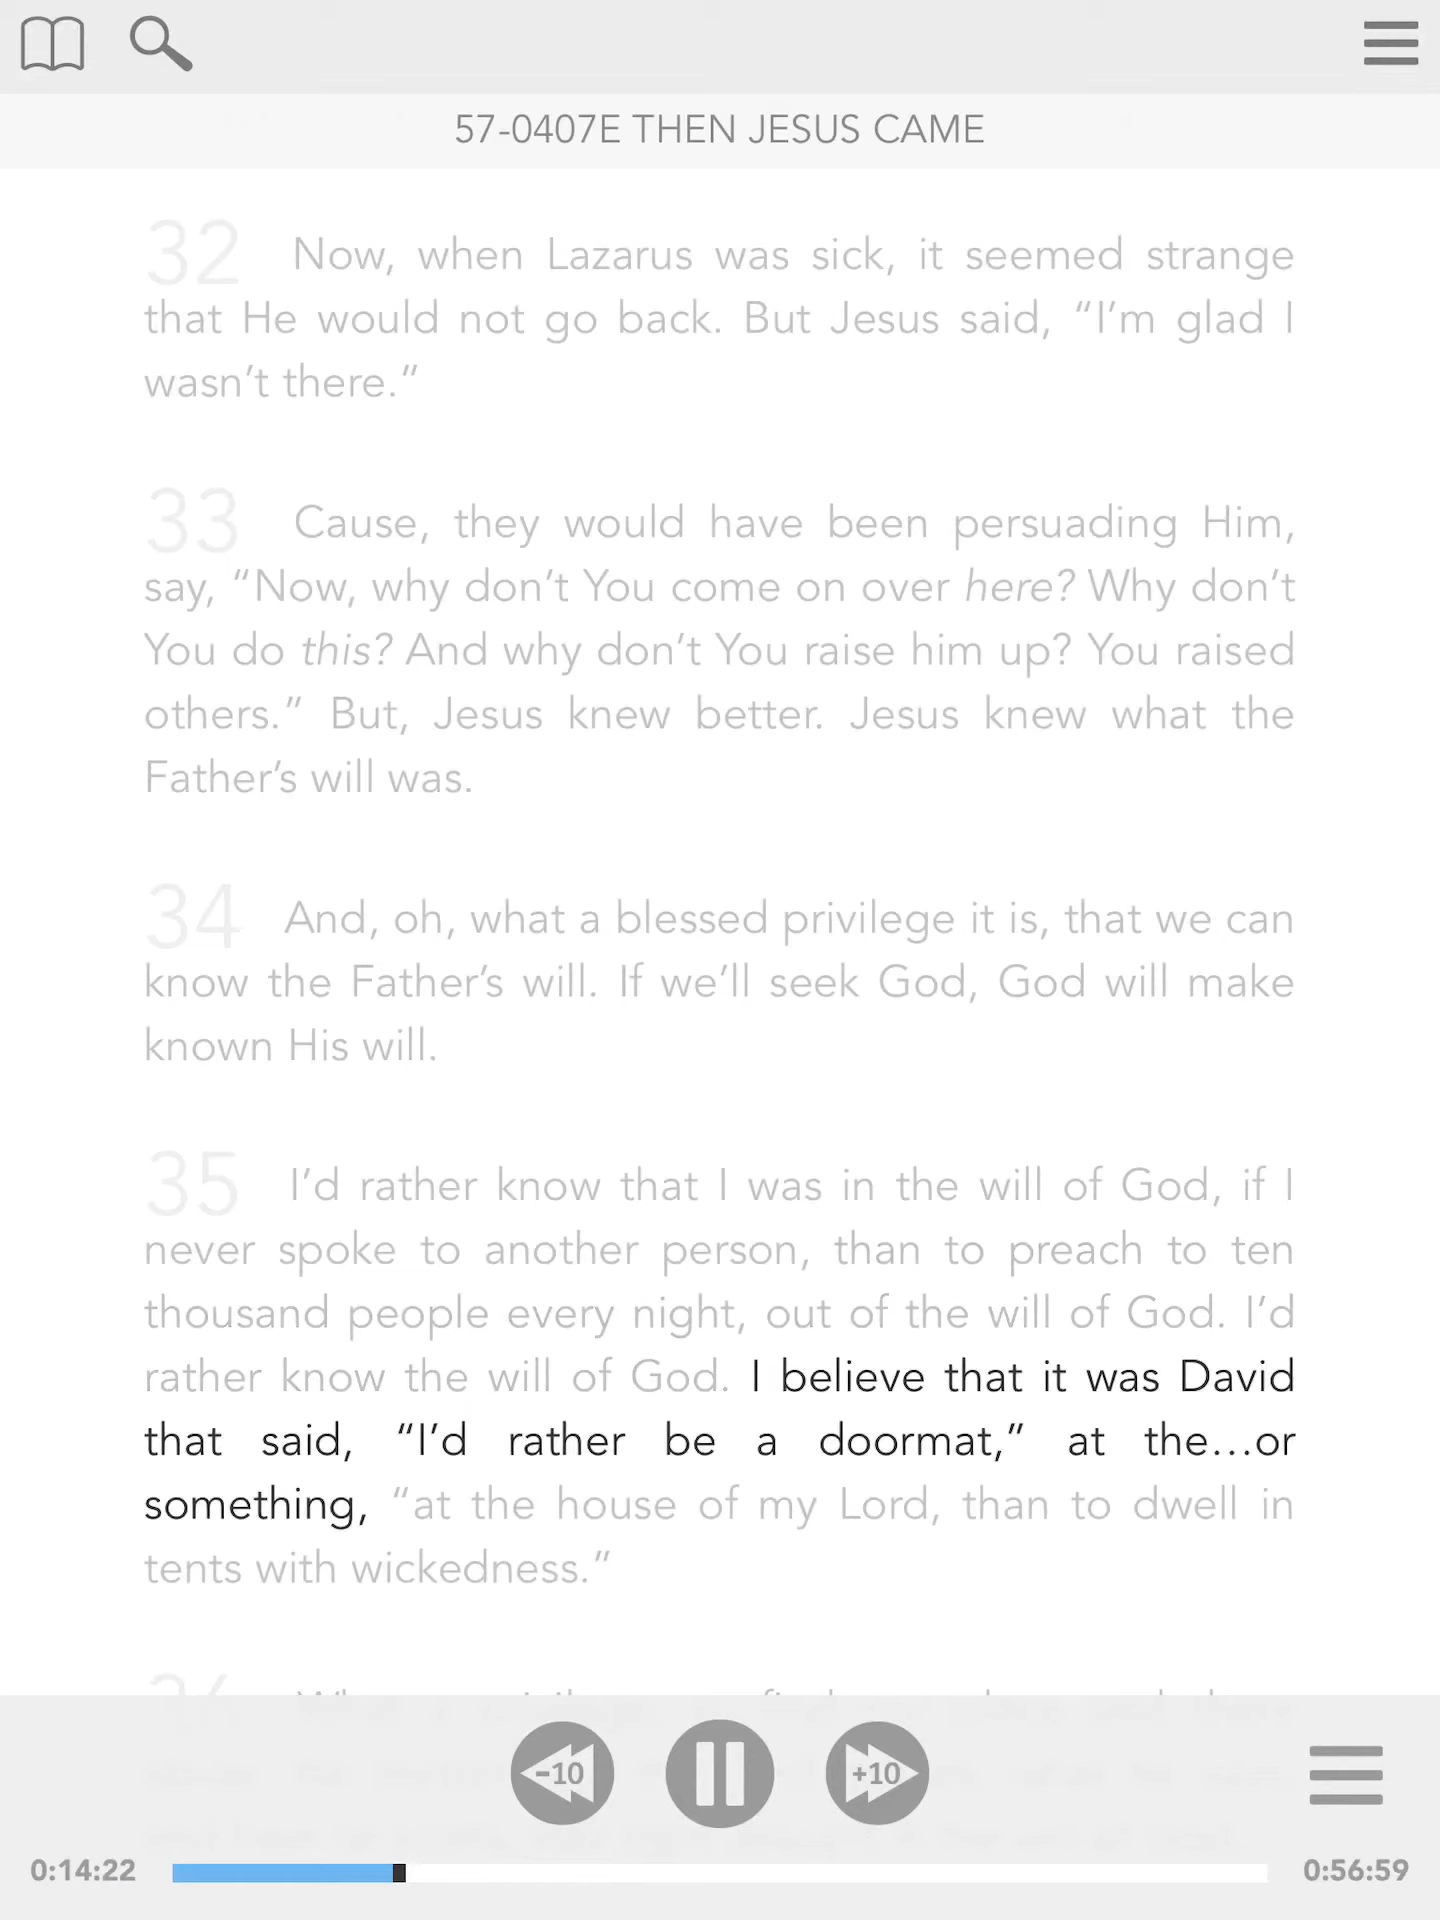 57-0407E THEN JESUS CAME
32 Now, when Lazarus was sick, it seemed strange
that He would not go back. But Jesus said, “I’m glad I
wasn’t there.”
33 Cause, they would have been persuading Him,
say, “Now, why don’t You come on over here? Why don’t
You do this? And why don’t You raise him up? You raised
others.” But, Jesus knew better. Jesus knew what the
Father’s will was.
34 And, oh, what a blessed privilege it is, that we can
know the Father’s will. If we’ll seek God, God will make
known His will.
35 I’d rather know that I was in the will of God, if I
never spoke to another person, than to preach to ten
thousand people every night, out of the will of God. I’d
rather know the will of God. I believe that it was David
that said, “I’d rather be a doormat,” at the…or
something, “at the house of my Lord, than to dwell in
tents with wickedness.”
-10 +10
0:14:22 0:56:59